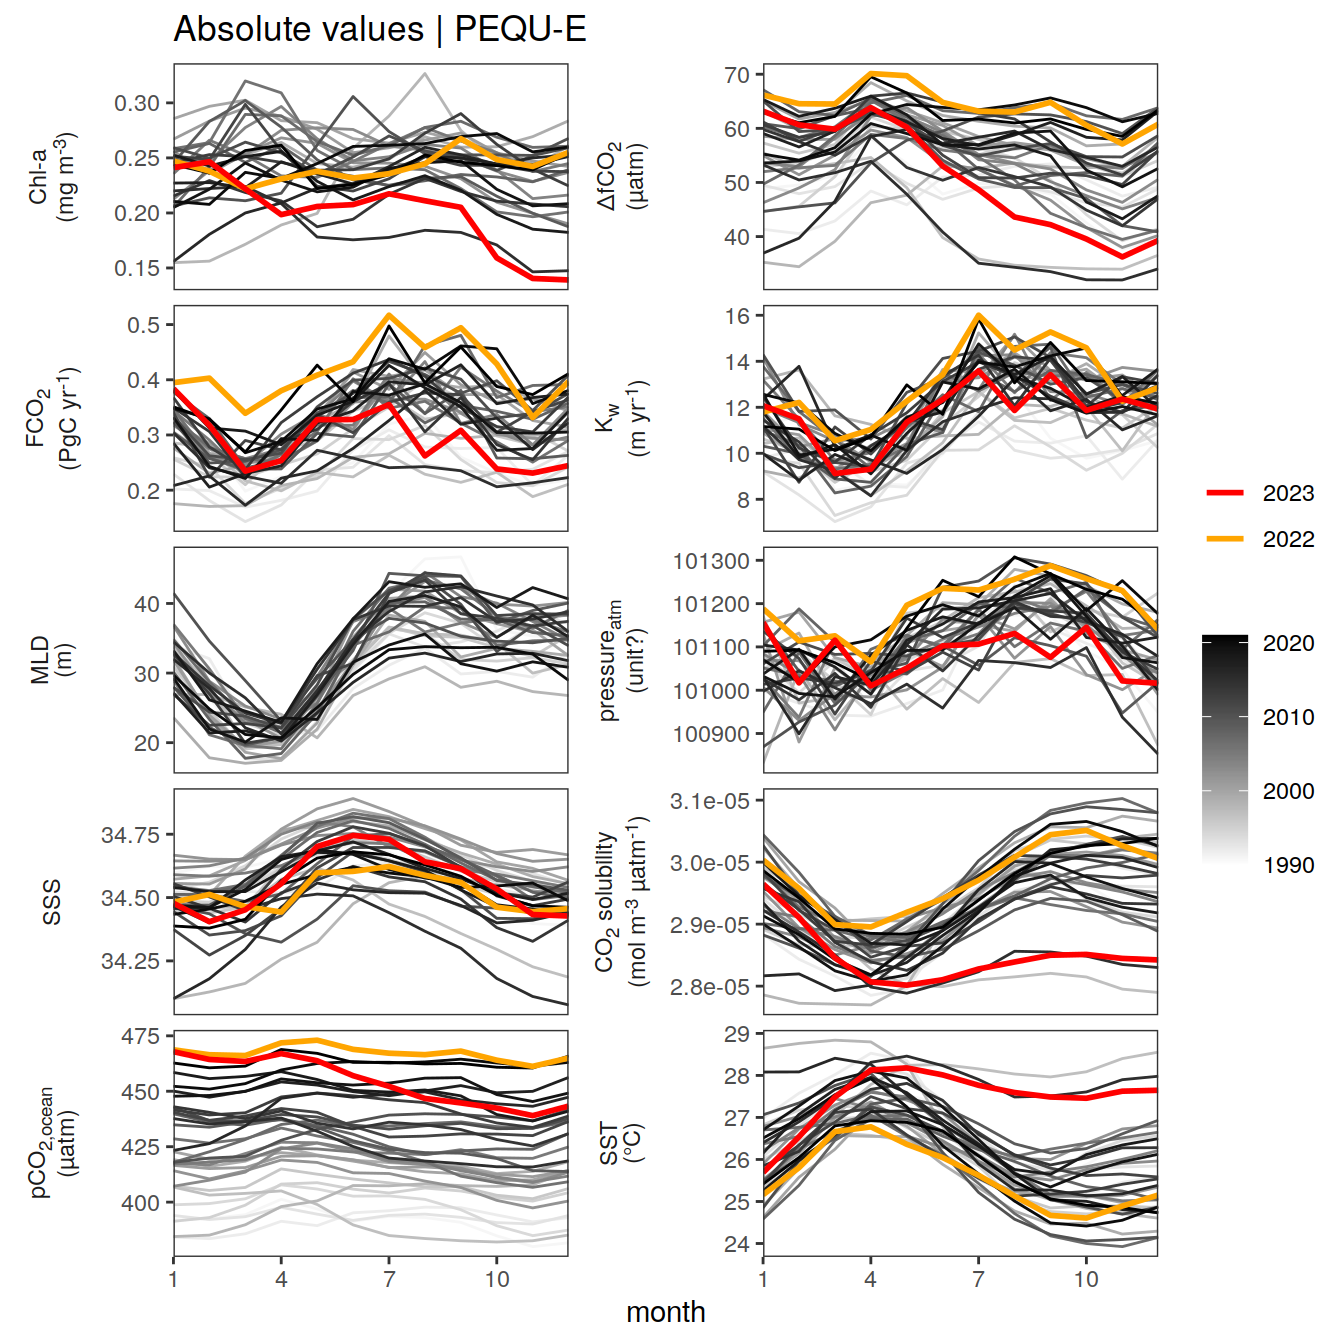 Absolute values | PEQU-E
Chl-a
(mg m⁻³)
0.30
0.25
0.20
0.15
ΔfCO₂
(µatm)
70
60
50
40
FCO₂
(PgC yr⁻¹)
0.5
0.4
0.3
0.2
K_w
(m yr⁻¹)
16
14
12
10
8
MLD
(m)
40
30
20
pressure_atm
(unit?)
101300
101200
101100
101000
100900
SSS
34.75
34.50
34.25
CO₂ solubility
(mol m⁻³ µatm⁻¹)
3.1e-05
3.0e-05
2.9e-05
2.8e-05
pCO₂,ocean
(µatm)
475
450
425
400
SST
(°C)
29
28
27
26
25
24
1 4 7 10
1 4 7 10
month
2023
2022
2020
2010
2000
1990